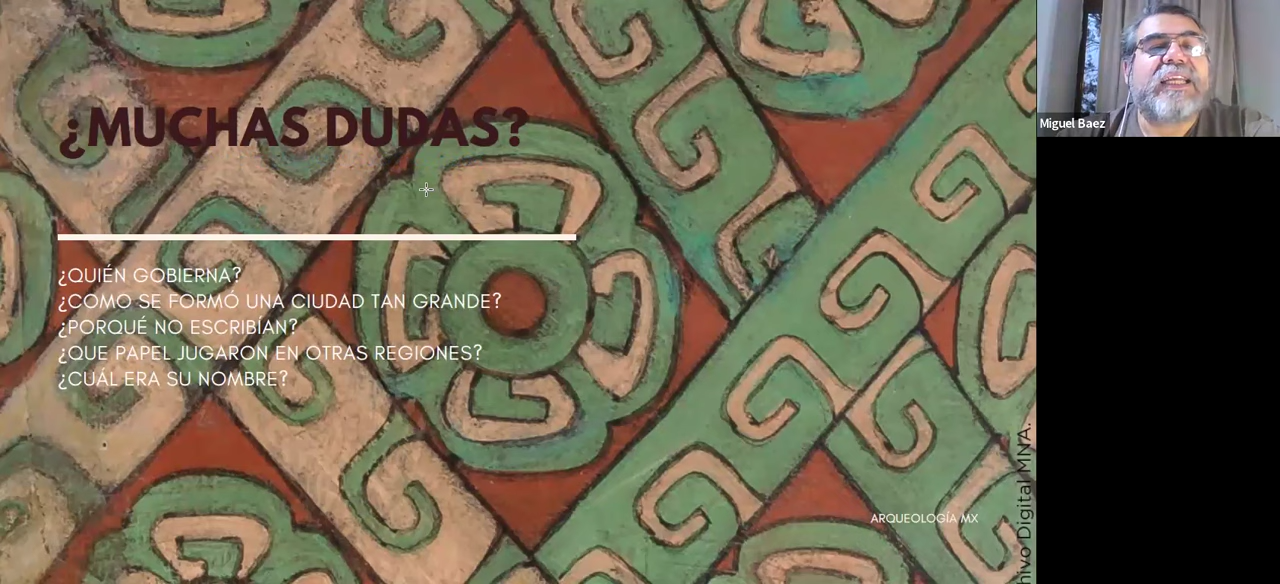 ¿MUCHAS DUDAS?
¿QUIÉN GOBIERNA?
¿COMO SE FORMÓ UNA CIUDAD TAN GRANDE?
¿PORQUÉ NO ESCRIBÍAN?
¿QUE PAPEL JUGARON EN OTRAS REGIONES?
¿CUÁL ERA SU NOMBRE?
ARQUEOLOGÍA MX
hivo Digital MNA.
Miguel Baez